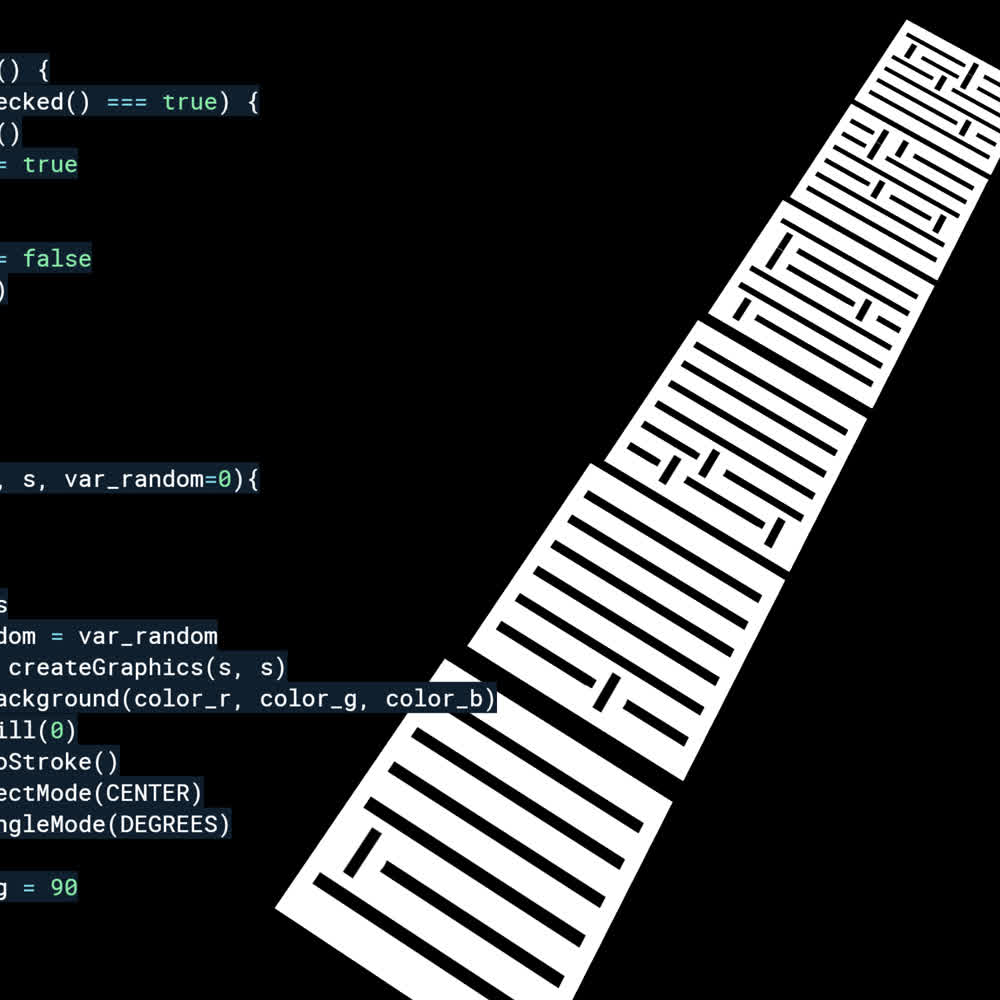 () {
ecked() === true) {
()
= true
= false
)
, s, var_random=0){
s
dom = var_random
createGraphics(s, s)
ackground(color_r, color_g, color_b)
ill(0)
oStroke()
ectMode(CENTER)
ngleMode(DEGREES)
g = 90